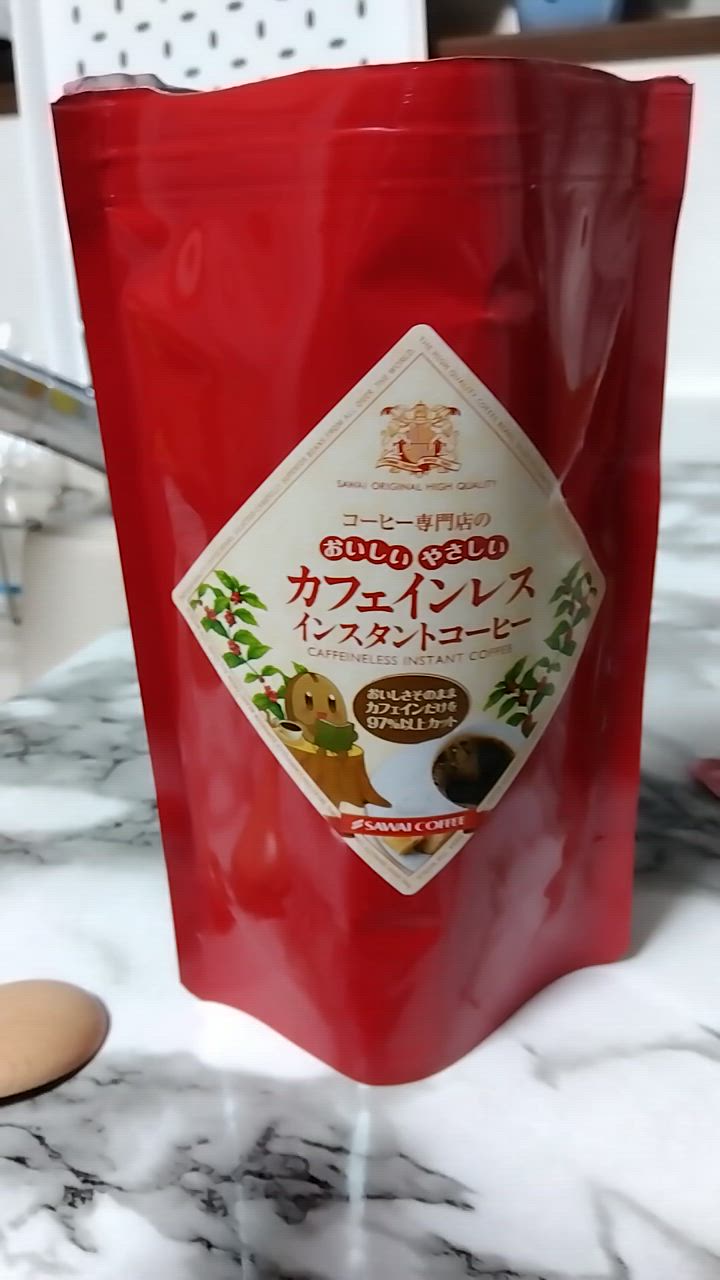 SAWAI ORIGINAL HIGH QUALITY
コーヒー専門店の
おいしい やさしい
カフェインレス
インスタントコーヒー
CAFFEINELESS INSTANT COFFEE
おいしさそのまま
カフェインだけを
97%以上カット
SAWAI COFFEE